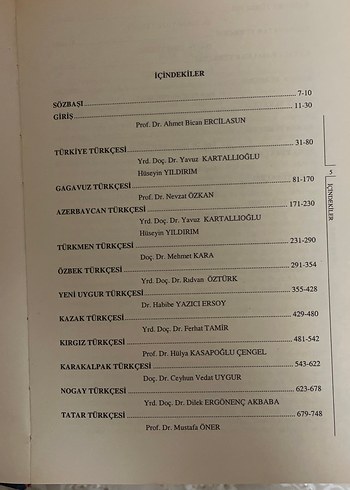 İÇİNDEKİLER
SÖZBAŞI 7-10
GİRİŞ 11-30
Prof. Dr. Ahmet Bican ERCİLASUN
TÜRKİYE TÜRKÇESİ 31-80
Yrd. Doç. Dr. Yavuz KARTALLIOĞLU
Hüseyin YILDIRIM
GAGAVUZ TÜRKÇESİ 81-170
Prof. Dr. Nevzat ÖZKAN
AZERBAYCAN TÜRKÇESİ 171-230
Yrd. Doç. Dr. Yavuz KARTALLIOĞLU
Hüseyin YILDIRIM
TÜRKMEN TÜRKÇESİ 231-290
Doç. Dr. Mehmet KARA
ÖZBEK TÜRKÇESİ 291-354
Yrd. Doç. Dr. Rıdvan ÖZTÜRK
YENİ UYGUR TÜRKÇESİ 355-428
Dr. Habibe YAZICI ERSOY
KAZAK TÜRKÇESİ 429-480
Yrd. Doç. Dr. Ferhat TAMİR
KIRGIZ TÜRKÇESİ 481-542
Prof. Dr. Hülya KASAPOĞLU ÇENGEL
KARAKALPAK TÜRKÇESİ 543-622
Doç. Dr. Ceyhun Vedat UYGUR
NOGAY TÜRKÇESİ 623-678
Yrd. Doç. Dr. Dilek ERGÖNENÇ AKBABA
TATAR TÜRKÇESİ 679-748
Prof. Dr. Mustafa ÖNER
5
İÇİNDEKİLER